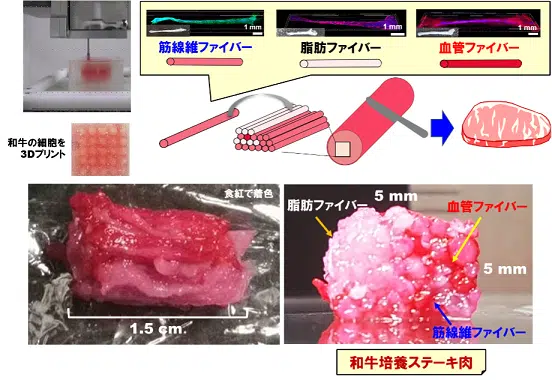 1 mm
1 mm
1 mm
筋線維ファイバー
脂肪ファイバー
血管ファイバー
和牛の細胞を
3Dプリント
食紅で着色
1.5 cm
脂肪ファイバー
5 mm
血管ファイバー
5 mm
筋線維ファイバー
和牛培養ステーキ肉